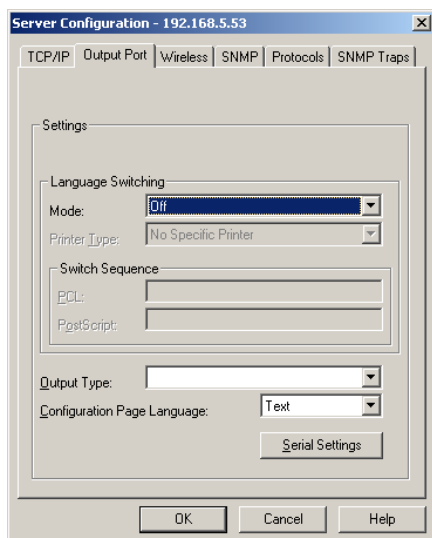 Server Configuration - 192.168.5.53
TCP/IP Output Port Wireless SNMP Protocols SNMP Traps
Settings
Language Switching
Mode: Off
Printer Type: No Specific Printer
Switch Sequence
PCL:
PostScript:
Output Type:
Configuration Page Language: Text
Serial Settings
OK Cancel Help